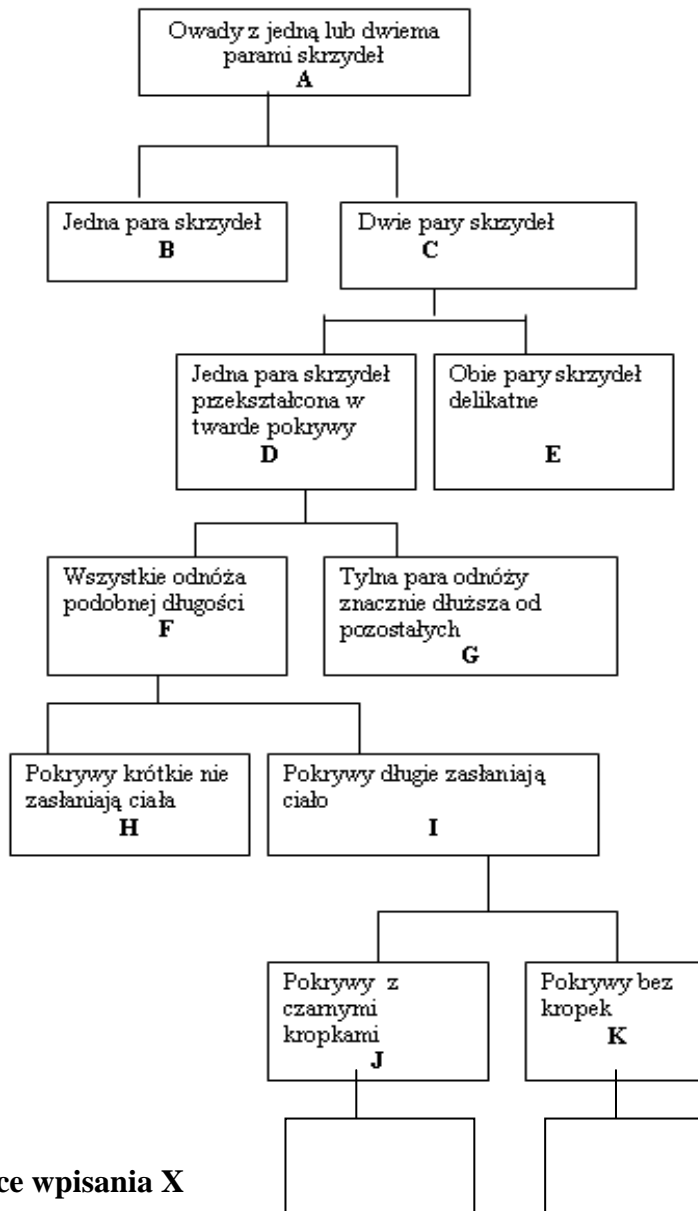 Owady z jedną lub dwiema
parami skrzydeł
A
Jedna para skrzydeł
B
Dwie pary skrzydeł
C
Jedna para skrzydeł
przekształcona w
twarde pokrywy
D
Obie pary skrzydeł
delikatne
E
Wszystkie odnóża
podobnej długości
F
Tylna para odnóży
znacznie dłuższa od
pozostałych
G
Pokrywy krótkie nie
zasłaniają ciała
H
Pokrywy długie zasłaniają
ciało
I
Pokrywy z
czarnymi
kropkami
J
Pokrywy bez
kropek
K
ce wpisania X